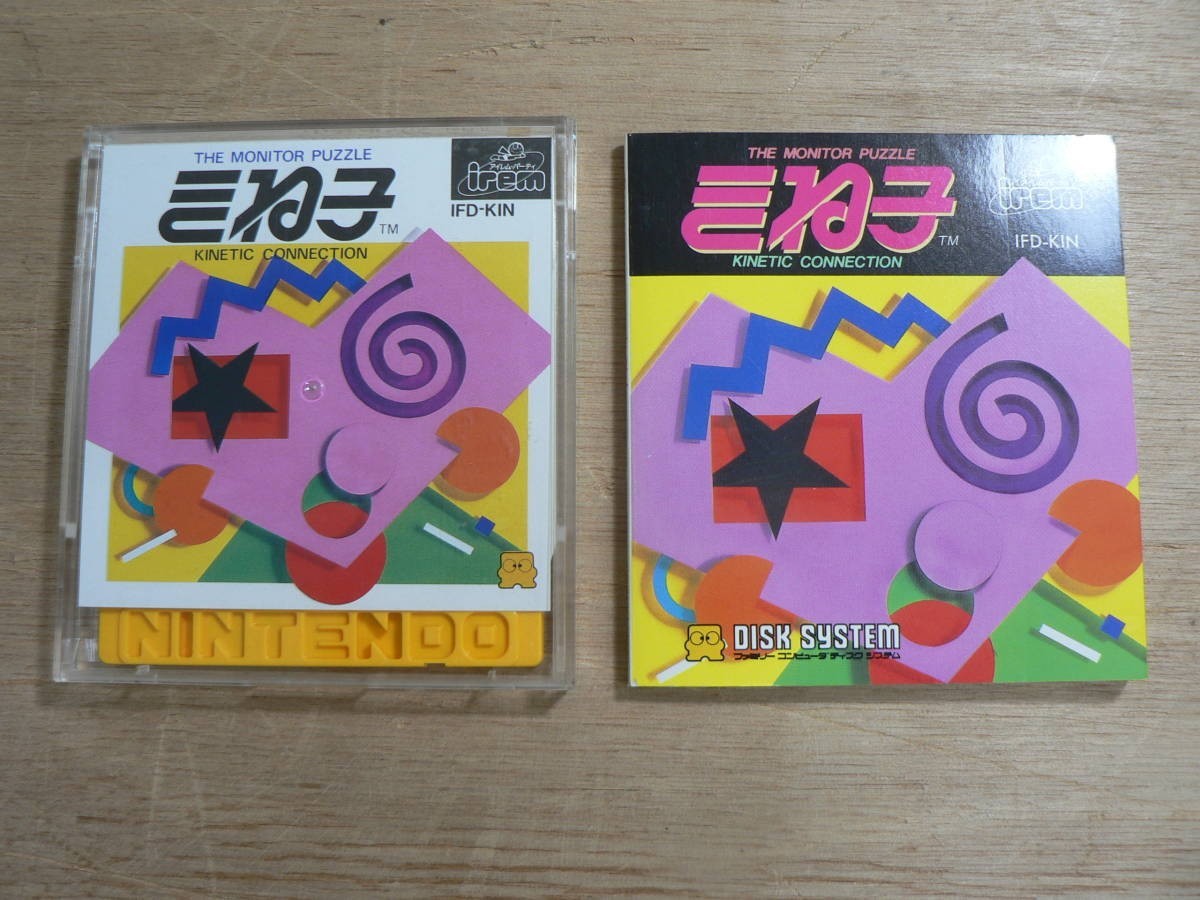 THE MONITOR PUZZLE
きね子 TM
KINETIC CONNECTION
アイレムパーティ
irem
IFD-KIN
NINTENDO
THE MONITOR PUZZLE
きね子 TM
KINETIC CONNECTION
irem
IFD-KIN
DISK SYSTEM
ファミリー コンピュータ ディスク システム